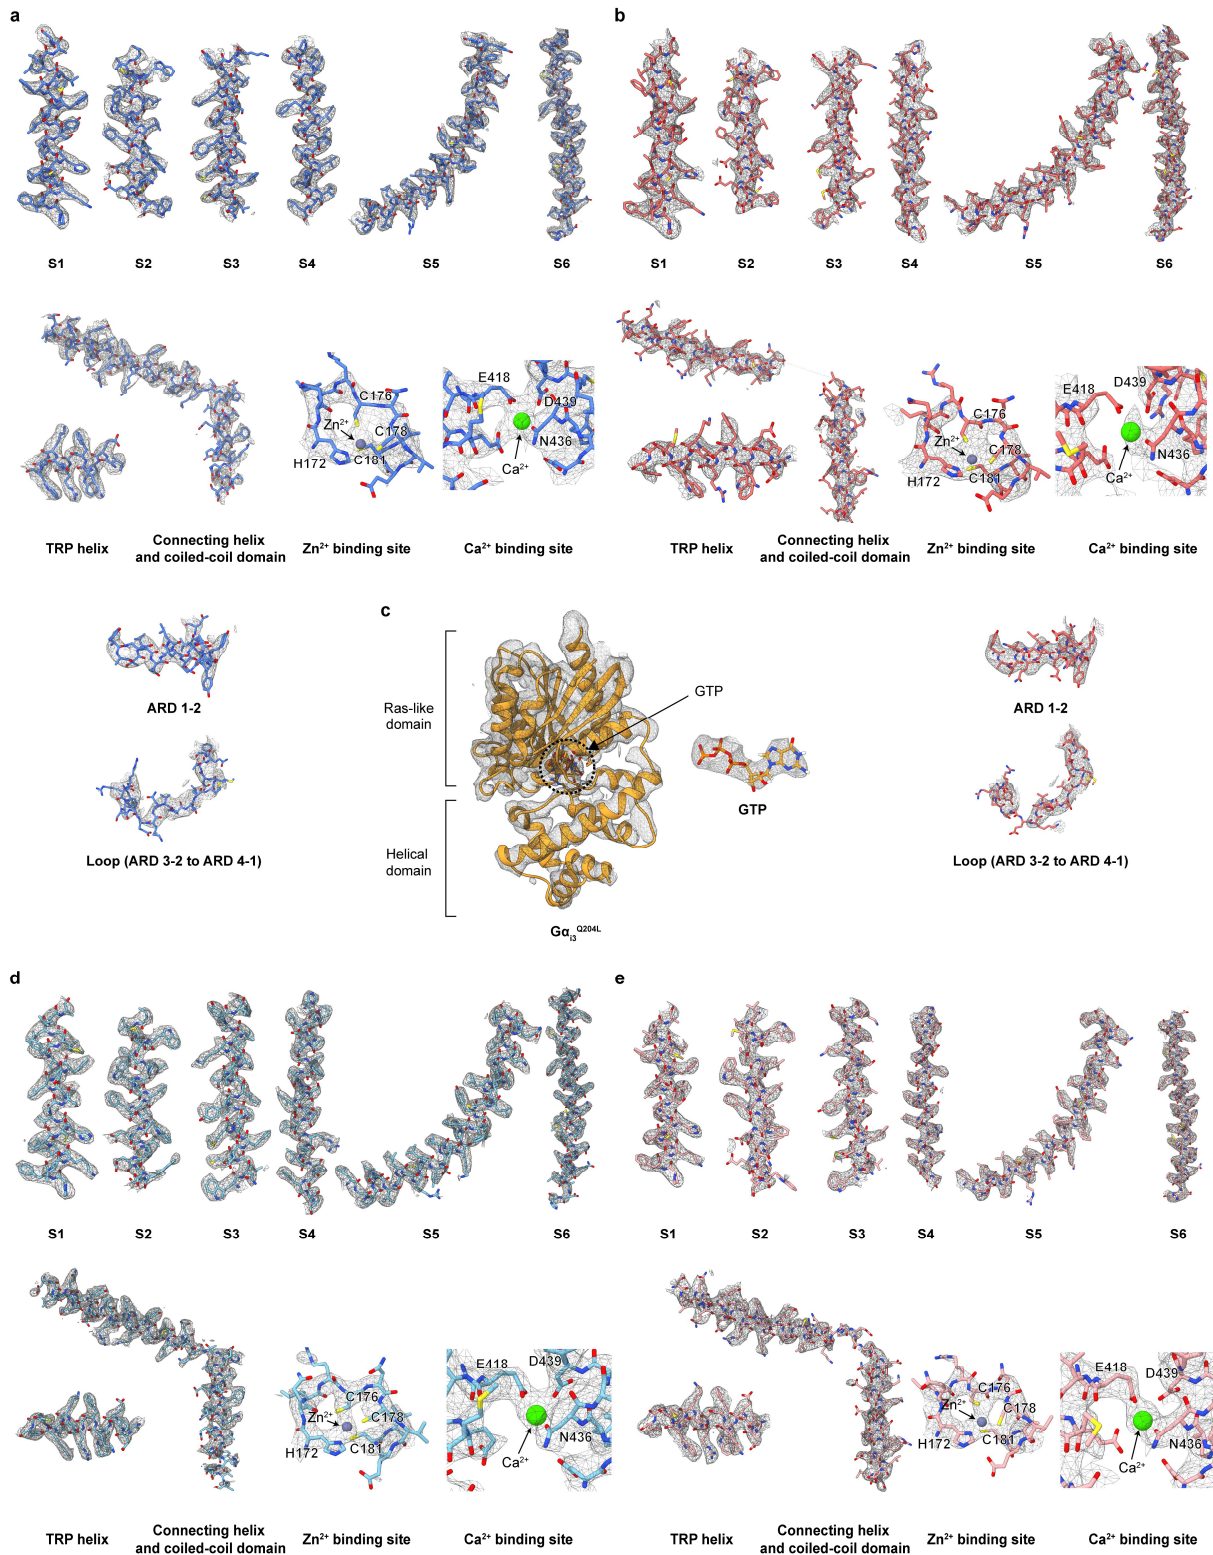 a
S1 S2 S3 S4 S5 S6
E418
C176
D439
Zn²⁺
C178
N436
H172
C181
Ca²⁺
TRP helix
Connecting helix
and coiled-coil domain
Zn²⁺ binding site
Ca²⁺ binding site
ARD 1-2
Loop (ARD 3-2 to ARD 4-1)
b
S1 S2 S3 S4 S5 S6
E418
D439
C176
Zn²⁺
C178
N436
H172
C181
Ca²⁺
TRP helix
Connecting helix
and coiled-coil domain
Zn²⁺ binding site
Ca²⁺ binding site
ARD 1-2
Loop (ARD 3-2 to ARD 4-1)
c
Ras-like
domain
GTP
GTP
Helical
domain
Gαi3Q204L
d
S1 S2 S3 S4 S5 S6
E418
D439
C176
Zn²⁺
C178
N436
H172
C181
Ca²⁺
TRP helix
Connecting helix
and coiled-coil domain
Zn²⁺ binding site
Ca²⁺ binding site
e
S1 S2 S3 S4 S5 S6
E418
D439
C176
Zn²⁺
C178
H172
C181
N436
Ca²⁺
TRP helix
Connecting helix
and coiled-coil domain
Zn²⁺ binding site
Ca²⁺ binding site